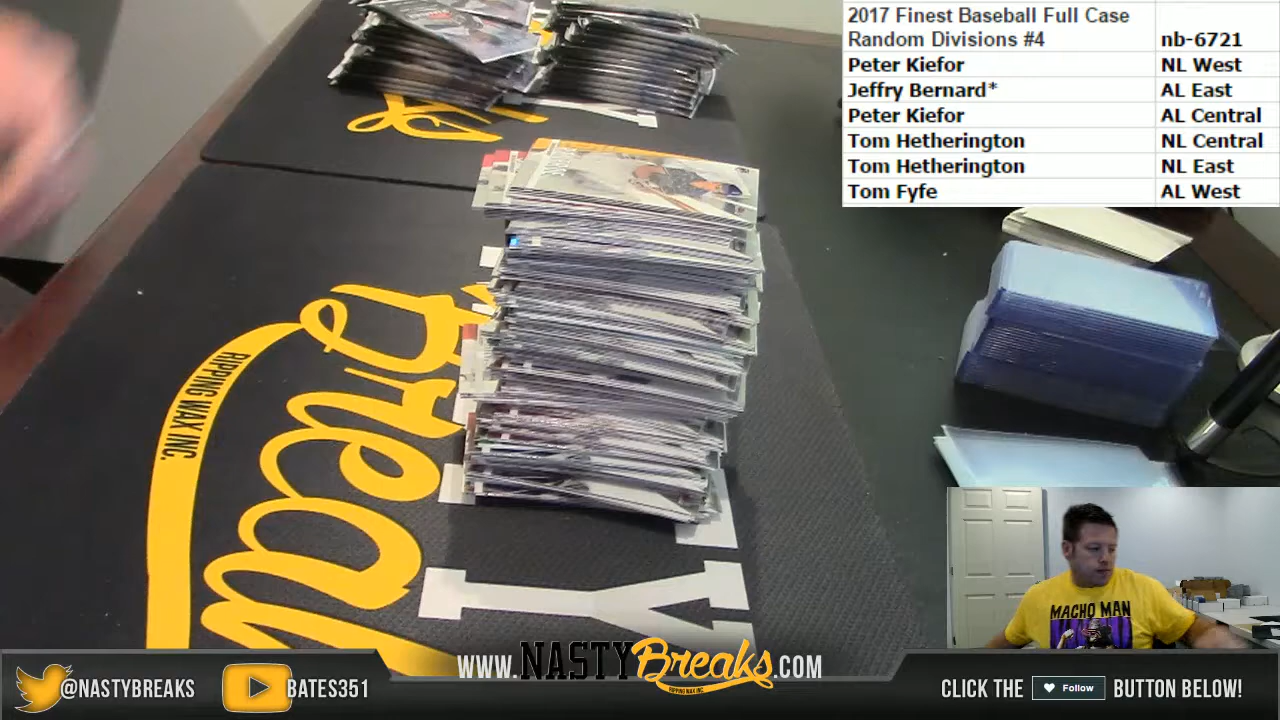 2017 Finest Baseball Full Case
Random Divisions #4 nb-6721
Peter Kiefor NL West
Jeffry Bernard* AL East
Peter Kiefor AL Central
Tom Hetherington NL Central
Tom Hetherington NL East
Tom Fyfe AL West
RIPPING WAX INC.
Breaks
Y
MACHO MAN
WWW.NASTYBreaks.COM
RIPPING WAX INC
@NASTYBREAKS
BATES351
CLICK THE Follow BUTTON BELOW!